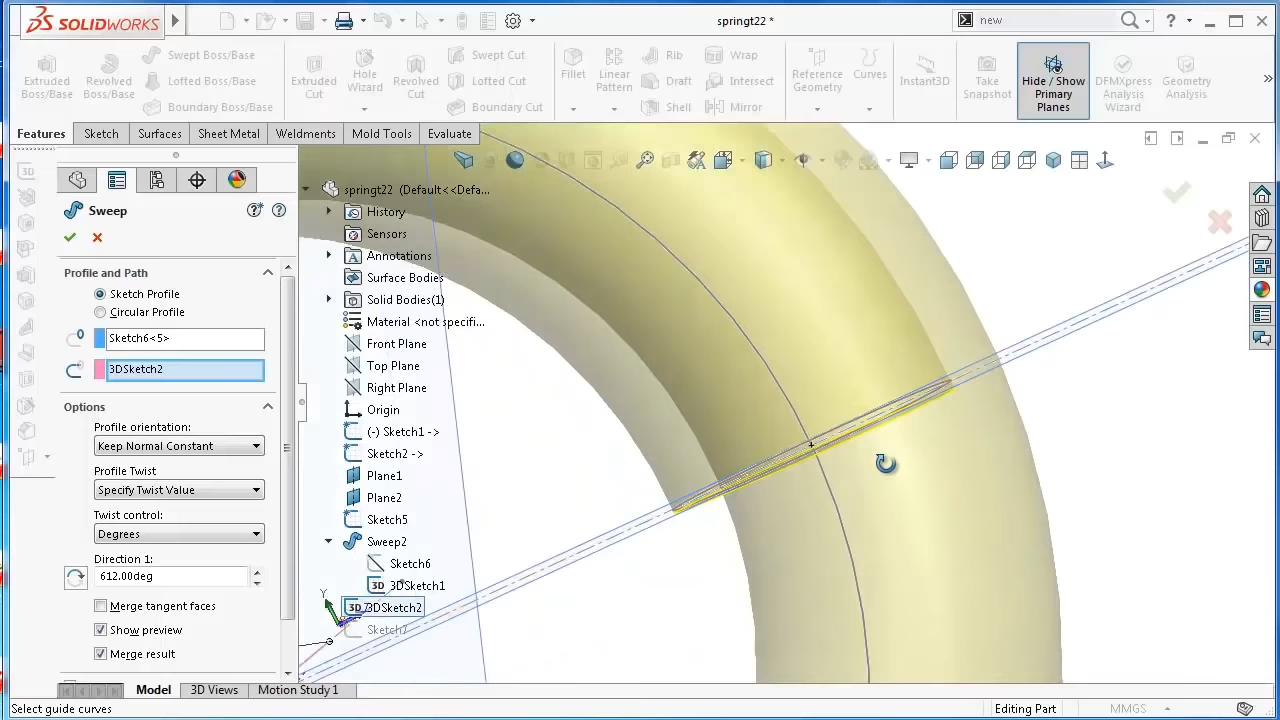 SOLIDWORKS
springt22 *
new
Extruded Boss/Base
Revolved Boss/Base
Swept Boss/Base
Lofted Boss/Base
Boundary Boss/Base
Extruded Cut
Hole Wizard
Revolved Cut
Swept Cut
Lofted Cut
Boundary Cut
Fillet
Linear Pattern
Rib
Draft
Shell
Wrap
Intersect
Mirror
Reference Geometry
Curves
Instant3D
Take Snapshot
Hide / Show Primary Planes
DFMXpress Analysis Wizard
Geometry Analysis
Features
Sketch
Surfaces
Sheet Metal
Weldments
Mold Tools
Evaluate
Sweep
Profile and Path
Sketch Profile
Circular Profile
Sketch6<5>
3DSketch2
Options
Profile orientation:
Keep Normal Constant
Profile Twist
Specify Twist Value
Twist control:
Degrees
Direction 1:
612.00deg
Merge tangent faces
Show preview
Merge result
springt22 (Default<<Defa...
History
Sensors
Annotations
Surface Bodies
Solid Bodies(1)
Material <not specifi...
Front Plane
Top Plane
Right Plane
Origin
(-) Sketch1 ->
Sketch2 ->
Plane1
Plane2
Sketch5
Sweep2
Sketch6
3D 3DSketch1
3D 3DSketch2
Sketch7
Y
Model
3D Views
Motion Study 1
Select guide curves
Editing Part
MMGS